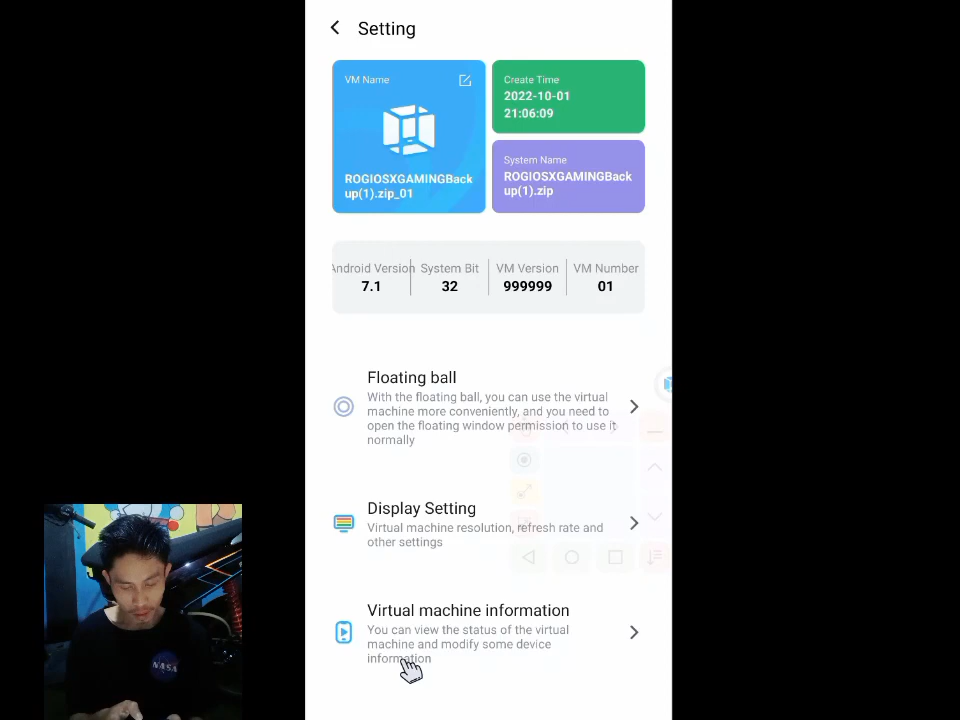 Setting
VM Name
ROGIOSXGAMINGBack
up(1).zip_01
Create Time
2022-10-01
21:06:09
System Name
ROGIOSXGAMINGBack
up(1).zip
Android Version
7.1
System Bit
32
VM Version
999999
VM Number
01
Floating ball
With the floating ball, you can use the virtual
machine more conveniently, and you need to
open the floating window permission to use it
normally
Display Setting
Virtual machine resolution, refresh rate and
other settings
Virtual machine information
You can view the status of the virtual
machine and modify some device
information
NASA